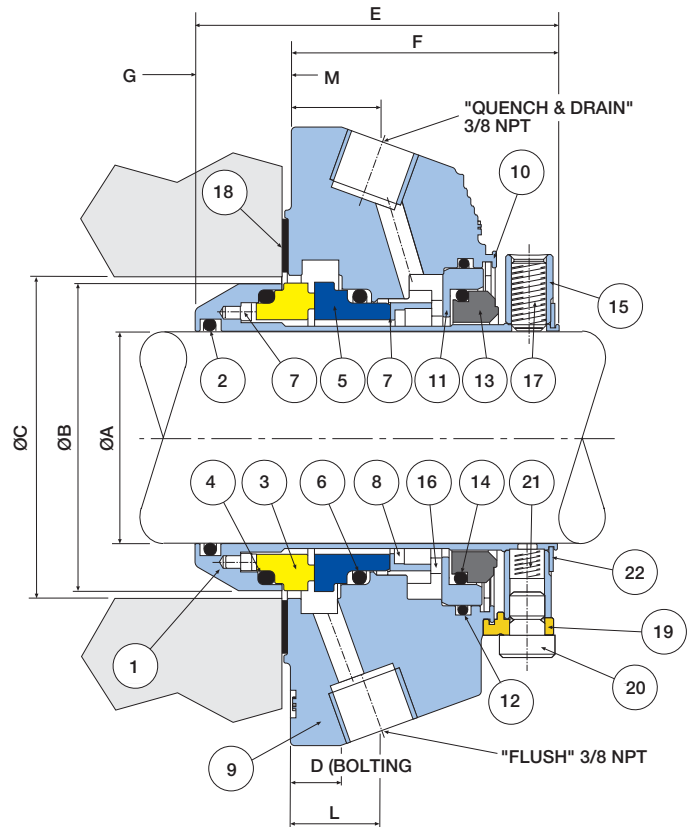 E
F
G
M
"QUENCH & DRAIN"
3/8 NPT
10
18
15
2
7
5
7
11
13
17
ØC
ØB
ØA
4
3
6
8
16
14
21
22
19
1
20
12
9
"FLUSH" 3/8 NPT
D (BOLTING
L